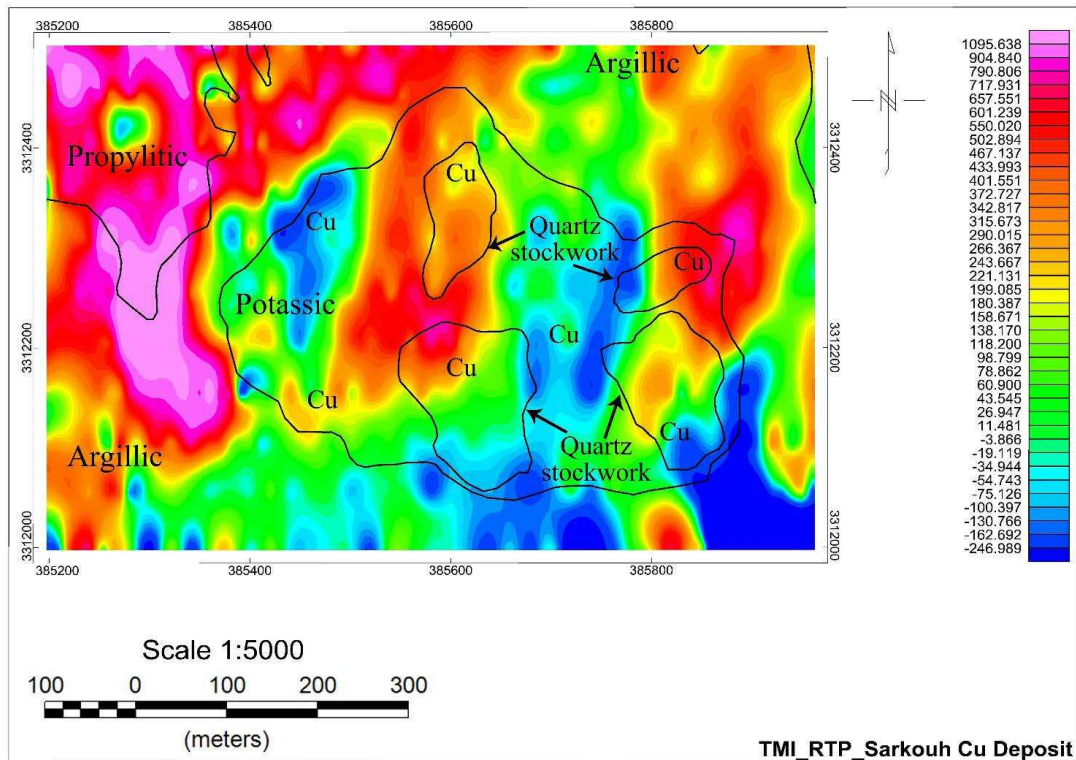 385200 385400 385600 385800
Argillic
Propylitic
Cu
Cu
Quartz
stockwork
Cu
Potassic
Cu
Cu
Cu
Quartz
stockwork
Cu
Argillic
3312400
3312200
3312000
3312400
3312200
3312000
385200 385400 385600 385800
N
1095.638
904.840
790.806
717.931
657.551
601.239
550.020
502.894
467.137
433.993
401.551
372.727
342.817
315.673
290.015
266.367
243.667
221.131
199.085
180.387
158.671
138.170
118.200
98.799
78.862
60.900
43.545
26.947
11.481
-3.866
-19.119
-34.944
-54.743
-75.126
-100.397
-130.766
-162.692
-246.989
Scale 1:5000
100 0 100 200 300
(meters)
TMI_RTP_Sarkouh Cu Deposit